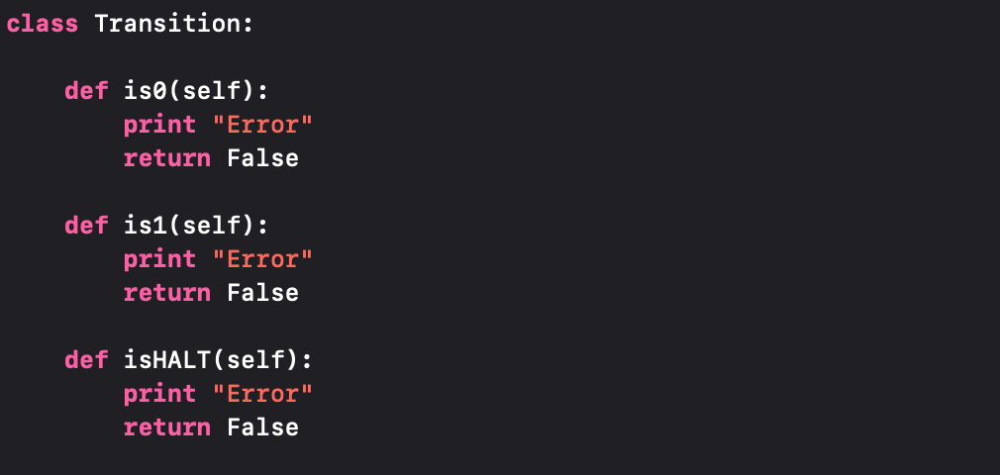 class Transition:
    def is0(self):
        print "Error"
        return False
    def is1(self):
        print "Error"
        return False
    def isHALT(self):
        print "Error"
        return False